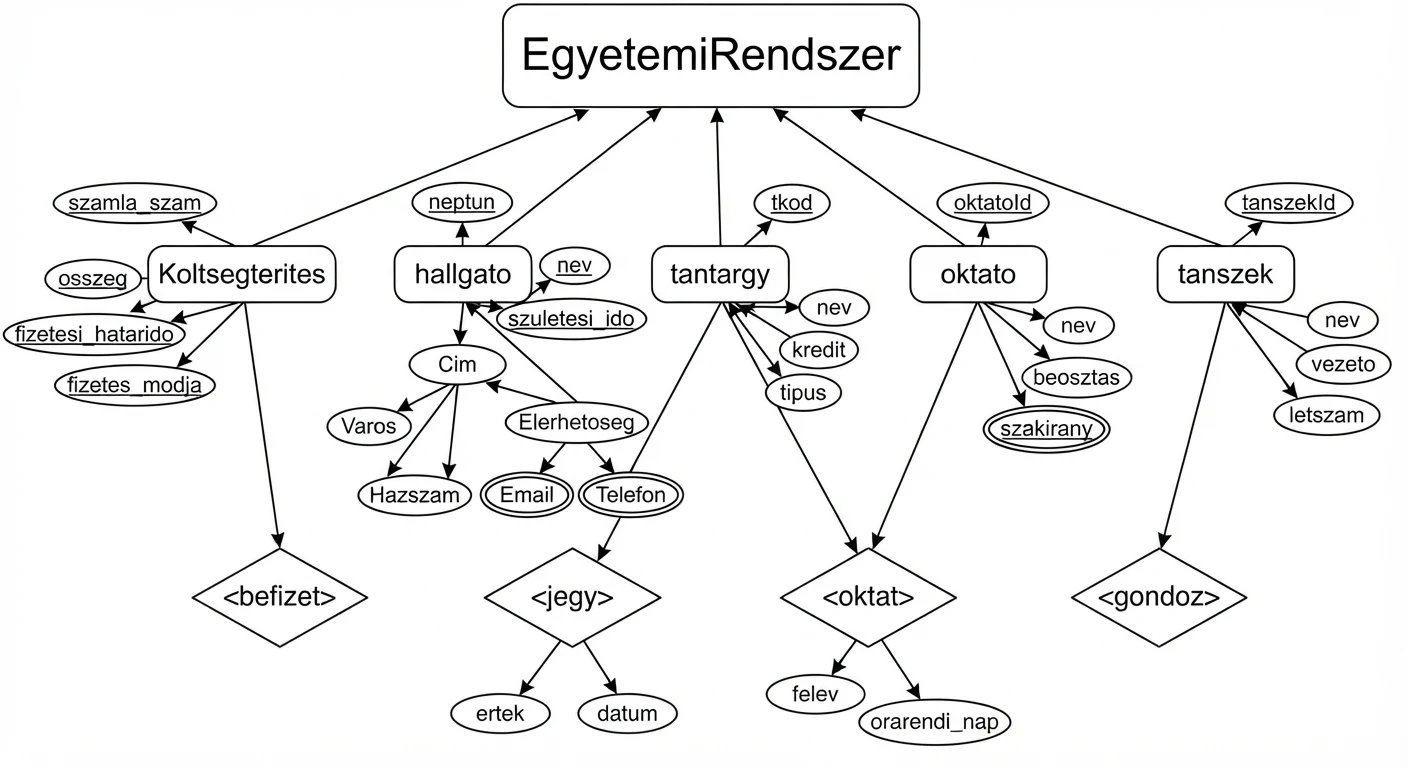 EgyetemiRendszer
szamla_szam
neptun
tkod
oktatoId
tanszekId
Koltsegterites
hallgato
tantargy
oktato
tanszek
osszeg
nev
fizetesi_hatarido
szuletesi_ido
nev
nev
nev
Cim
kredit
vezeto
fizetes_modja
tipus
beosztas
letszam
Varos
Elerhetoseg
szakirany
Hazszam
Email
Telefon
<befizet>
<jegy>
<oktat>
<gondoz>
ertek
datum
felev
orarendi_nap